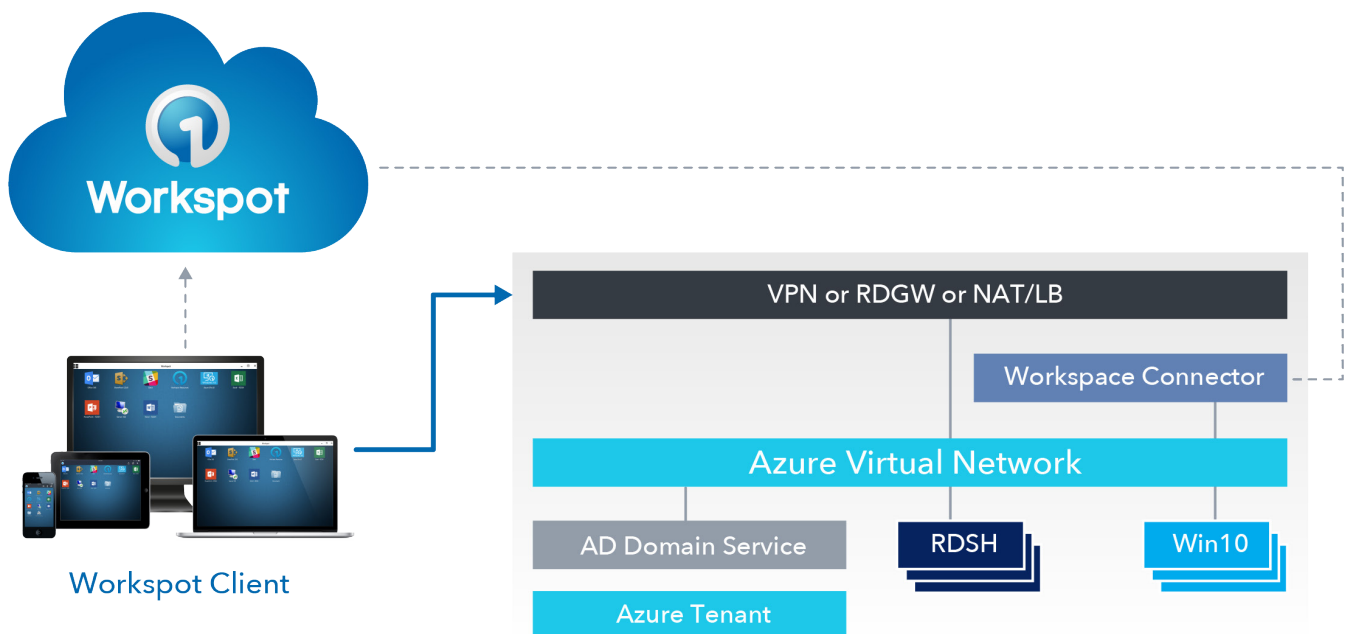 Workspot
VPN or RDGW or NAT/LB
Workspace Connector
Azure Virtual Network
AD Domain Service
RDSH
Win10
Azure Tenant
Workspot Client